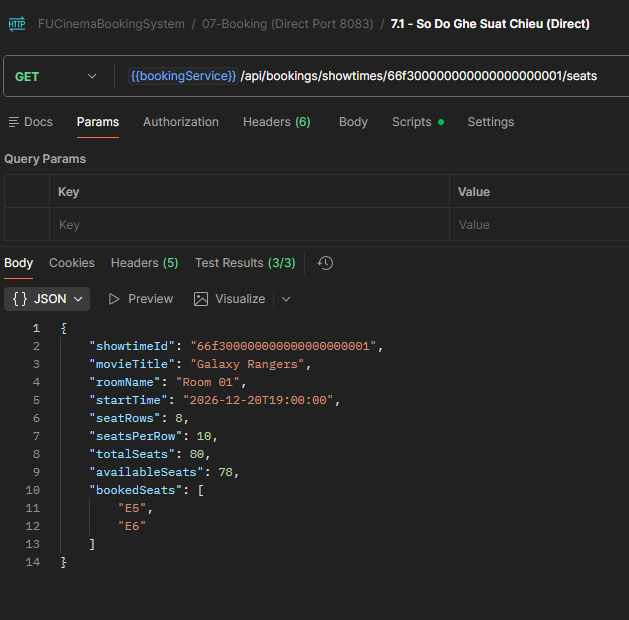 HTTP FUCinemaBookingSystem / 07-Booking (Direct Port 8083) / 7.1 - So Do Ghe Suat Chieu (Direct)
GET {{bookingService}} /api/bookings/showtimes/66f300000000000000000001/seats
Docs Params Authorization Headers (6) Body Scripts Settings
Query Params
Key Value
Key Value
Body Cookies Headers (5) Test Results (3/3)
{} JSON Preview Visualize
1 {
2 "showtimeId": "66f300000000000000000001",
3 "movieTitle": "Galaxy Rangers",
4 "roomName": "Room 01",
5 "startTime": "2026-12-20T19:00:00",
6 "seatRows": 8,
7 "seatsPerRow": 10,
8 "totalSeats": 80,
9 "availableSeats": 78,
10 "bookedSeats": [
11 "E5",
12 "E6"
13 ]
14 }